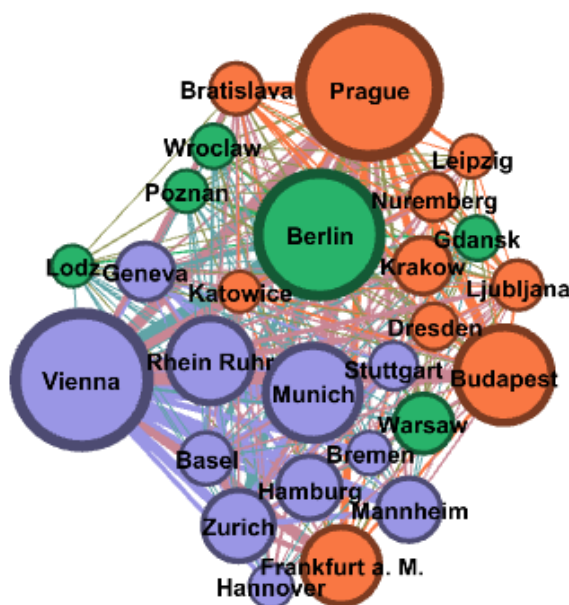 Bratislava
Prague
Wroclaw
Leipzig
Poznan
Nuremberg
Berlin
Gdansk
Lodz
Geneva
Krakow
Katowice
Ljubljana
Dresden
Rhein Ruhr
Stuttgart
Vienna
Munich
Budapest
Warsaw
Basel
Bremen
Hamburg
Mannheim
Zurich
Frankfurt a. M.
Hannover